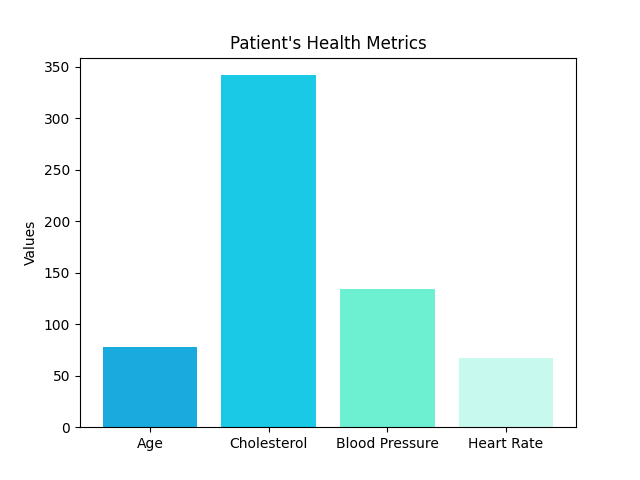 Patient's Health Metrics
Values
350
300
250
200
150
100
50
0
Age Cholesterol Blood Pressure Heart Rate